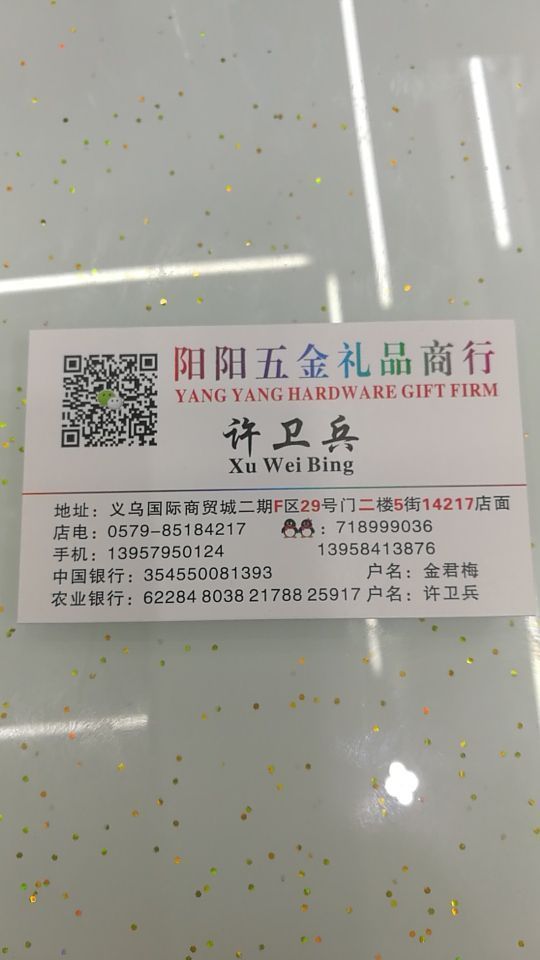 阳阳五金礼品商行
YANG YANG HARDWARE GIFT FIRM
许卫兵
Xu Wei Bing
地址：义乌国际商贸城二期F区29号门二楼5街14217店面
店电：0579-85184217 ：718999036
手机：13957950124 13958413876
中国银行：354550081393 户名：金君梅
农业银行：62284 8038 21788 25917 户名：许卫兵